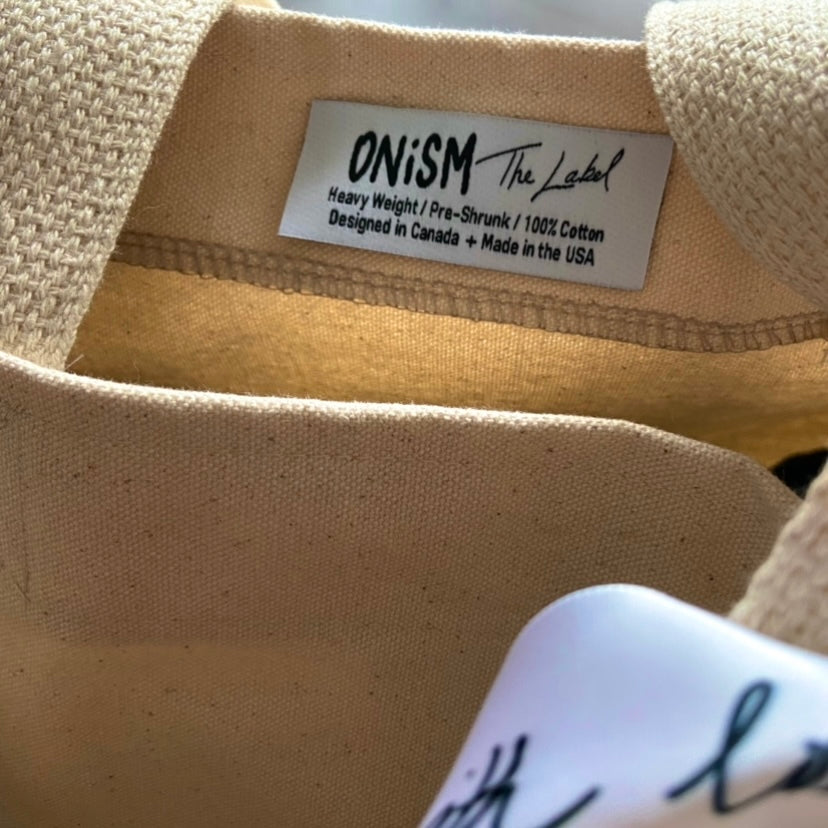 ONiSM The Label
Heavy Weight / Pre-Shrunk / 100% Cotton
Designed in Canada + Made in the USA